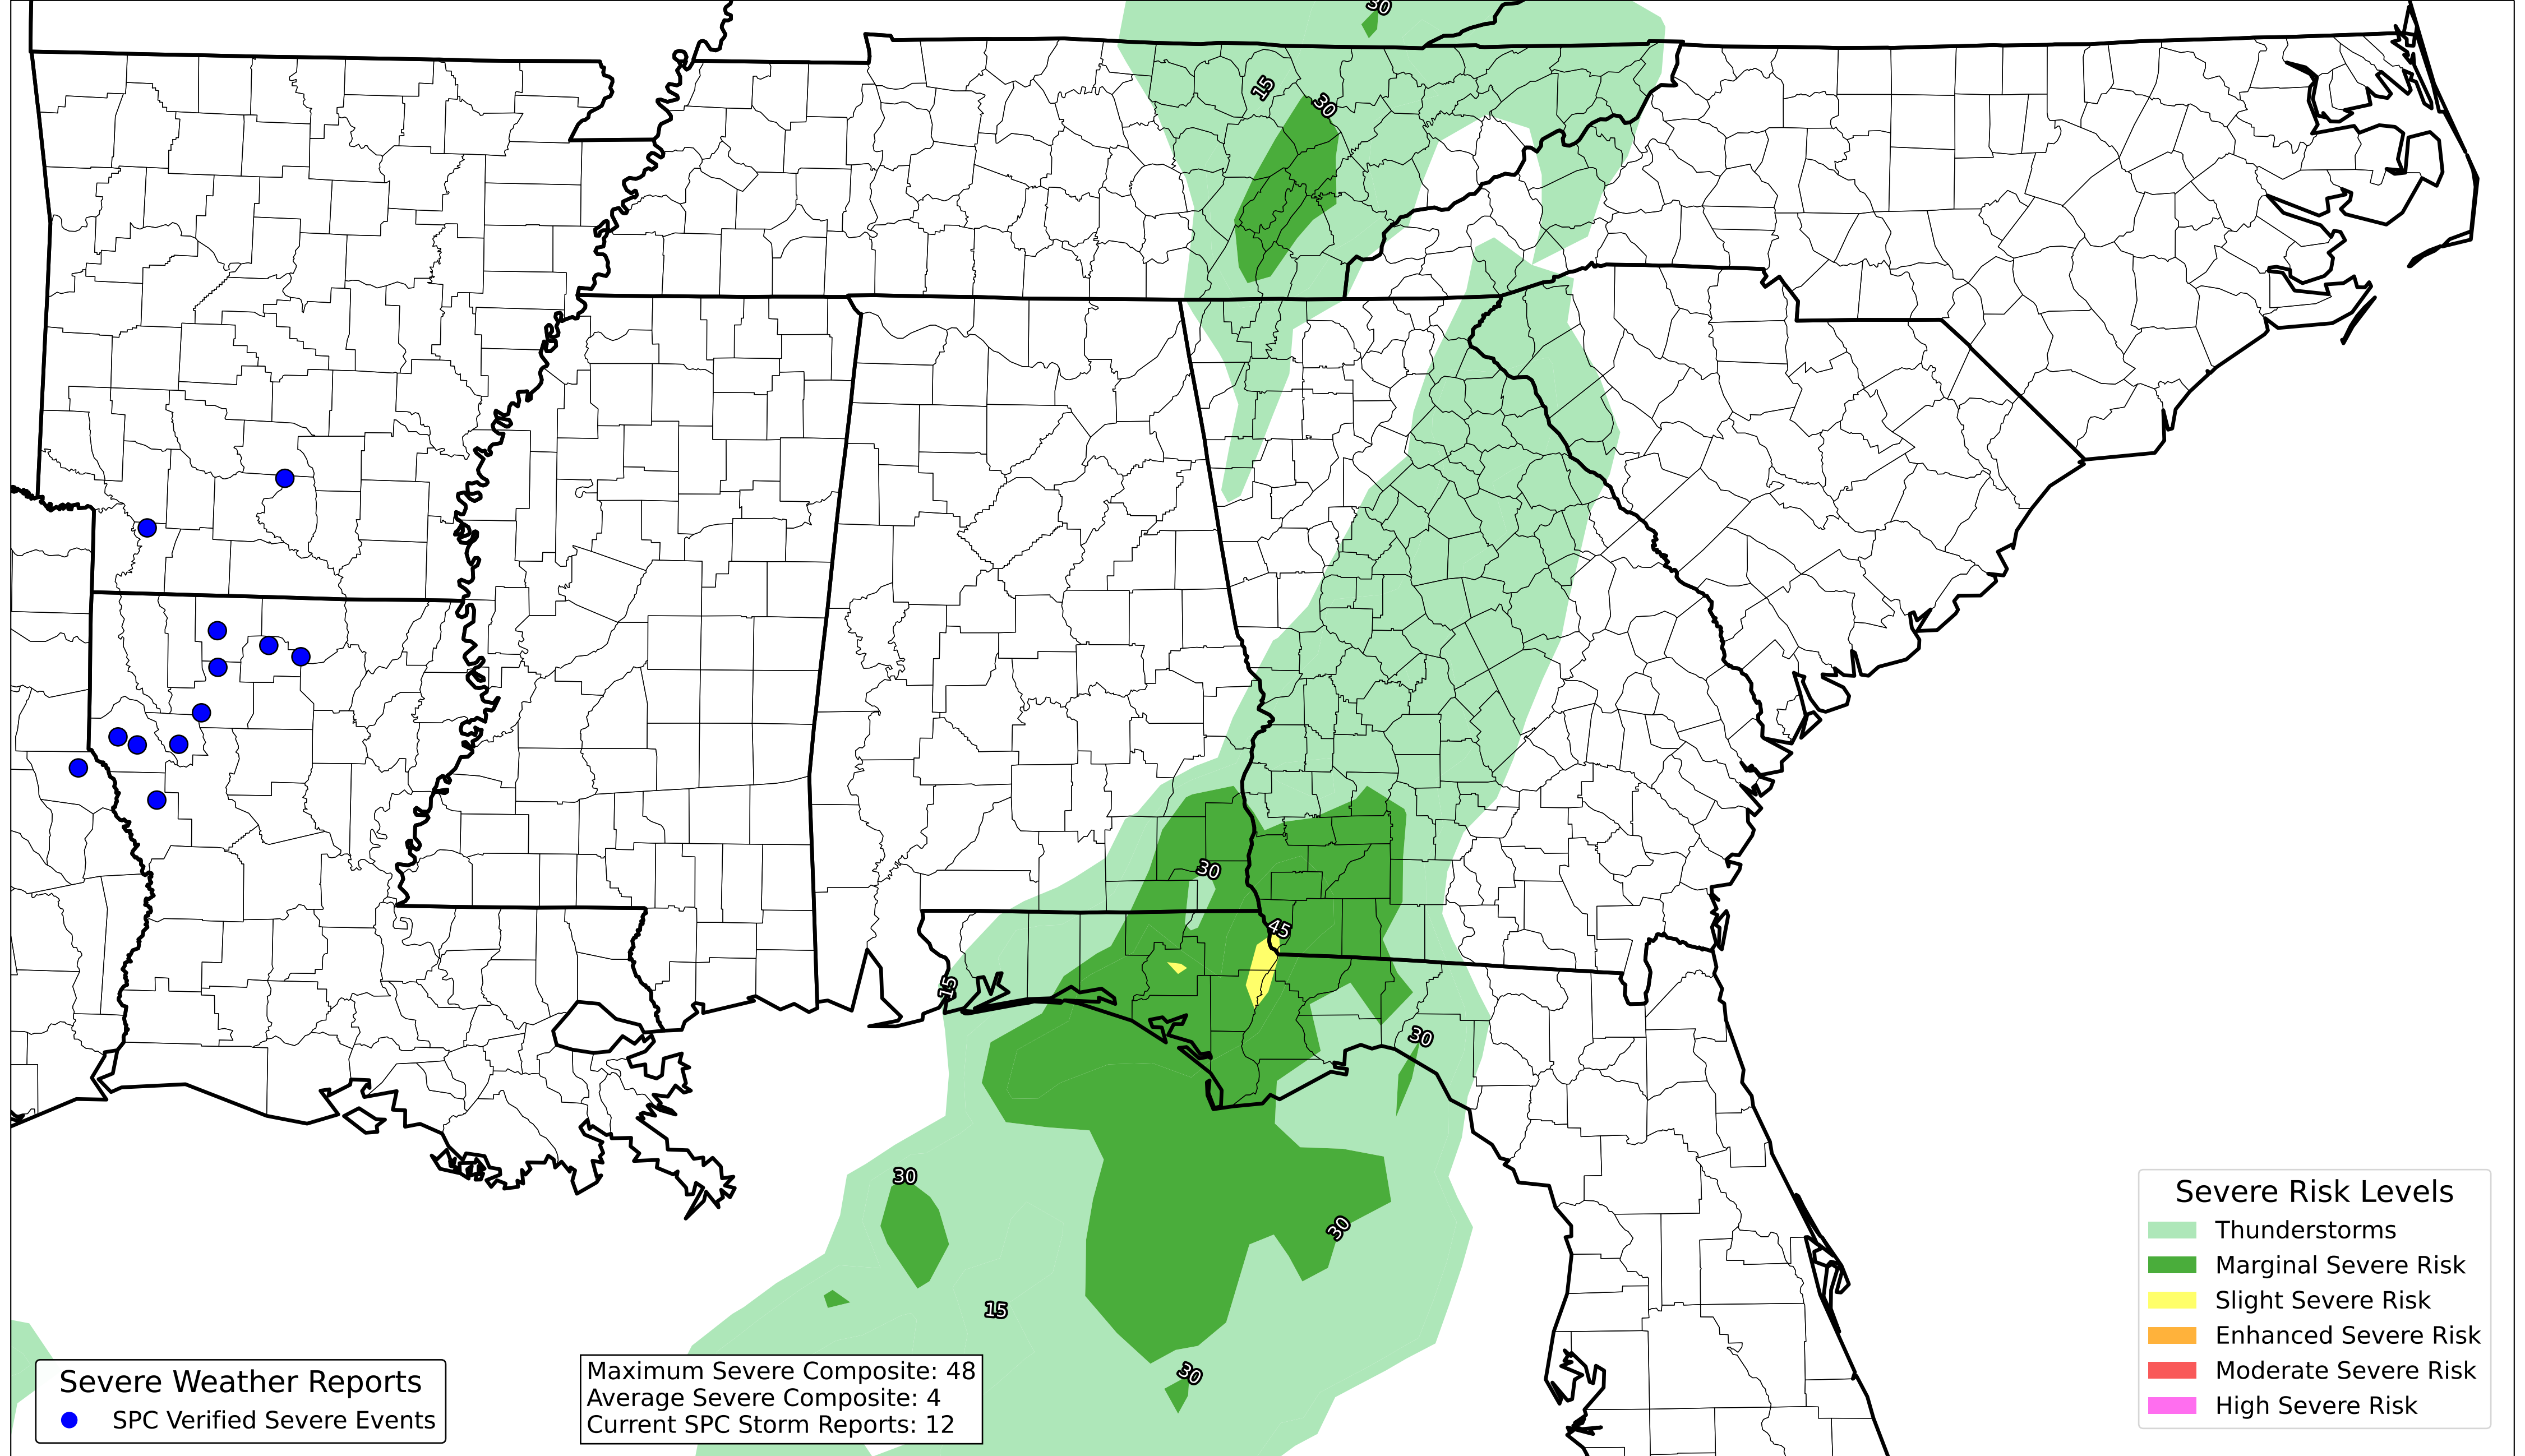 30
15
30
30
45
15
30
30
30
15
30
Severe Weather Reports
SPC Verified Severe Events
Maximum Severe Composite: 48
Average Severe Composite: 4
Current SPC Storm Reports: 12
Severe Risk Levels
Thunderstorms
Marginal Severe Risk
Slight Severe Risk
Enhanced Severe Risk
Moderate Severe Risk
High Severe Risk